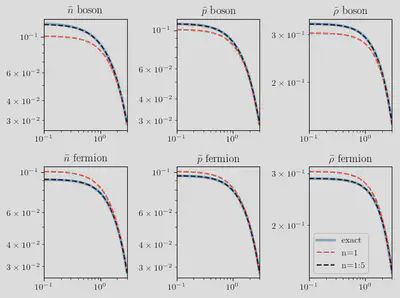 ñ boson
p̃ boson
ρ̃ boson
10⁻¹
6 × 10⁻²
4 × 10⁻²
3 × 10⁻²
10⁻¹
10⁰
10⁻¹
6 × 10⁻²
4 × 10⁻²
3 × 10⁻²
10⁻¹
10⁰
3 × 10⁻¹
2 × 10⁻¹
10⁻¹
10⁰
ñ fermion
p̃ fermion
ρ̃ fermion
10⁻¹
6 × 10⁻²
4 × 10⁻²
3 × 10⁻²
10⁻¹
10⁰
10⁻¹
6 × 10⁻²
4 × 10⁻²
3 × 10⁻²
10⁻¹
10⁰
3 × 10⁻¹
2 × 10⁻¹
10⁻¹
10⁰
exact
n=1
n=1:5